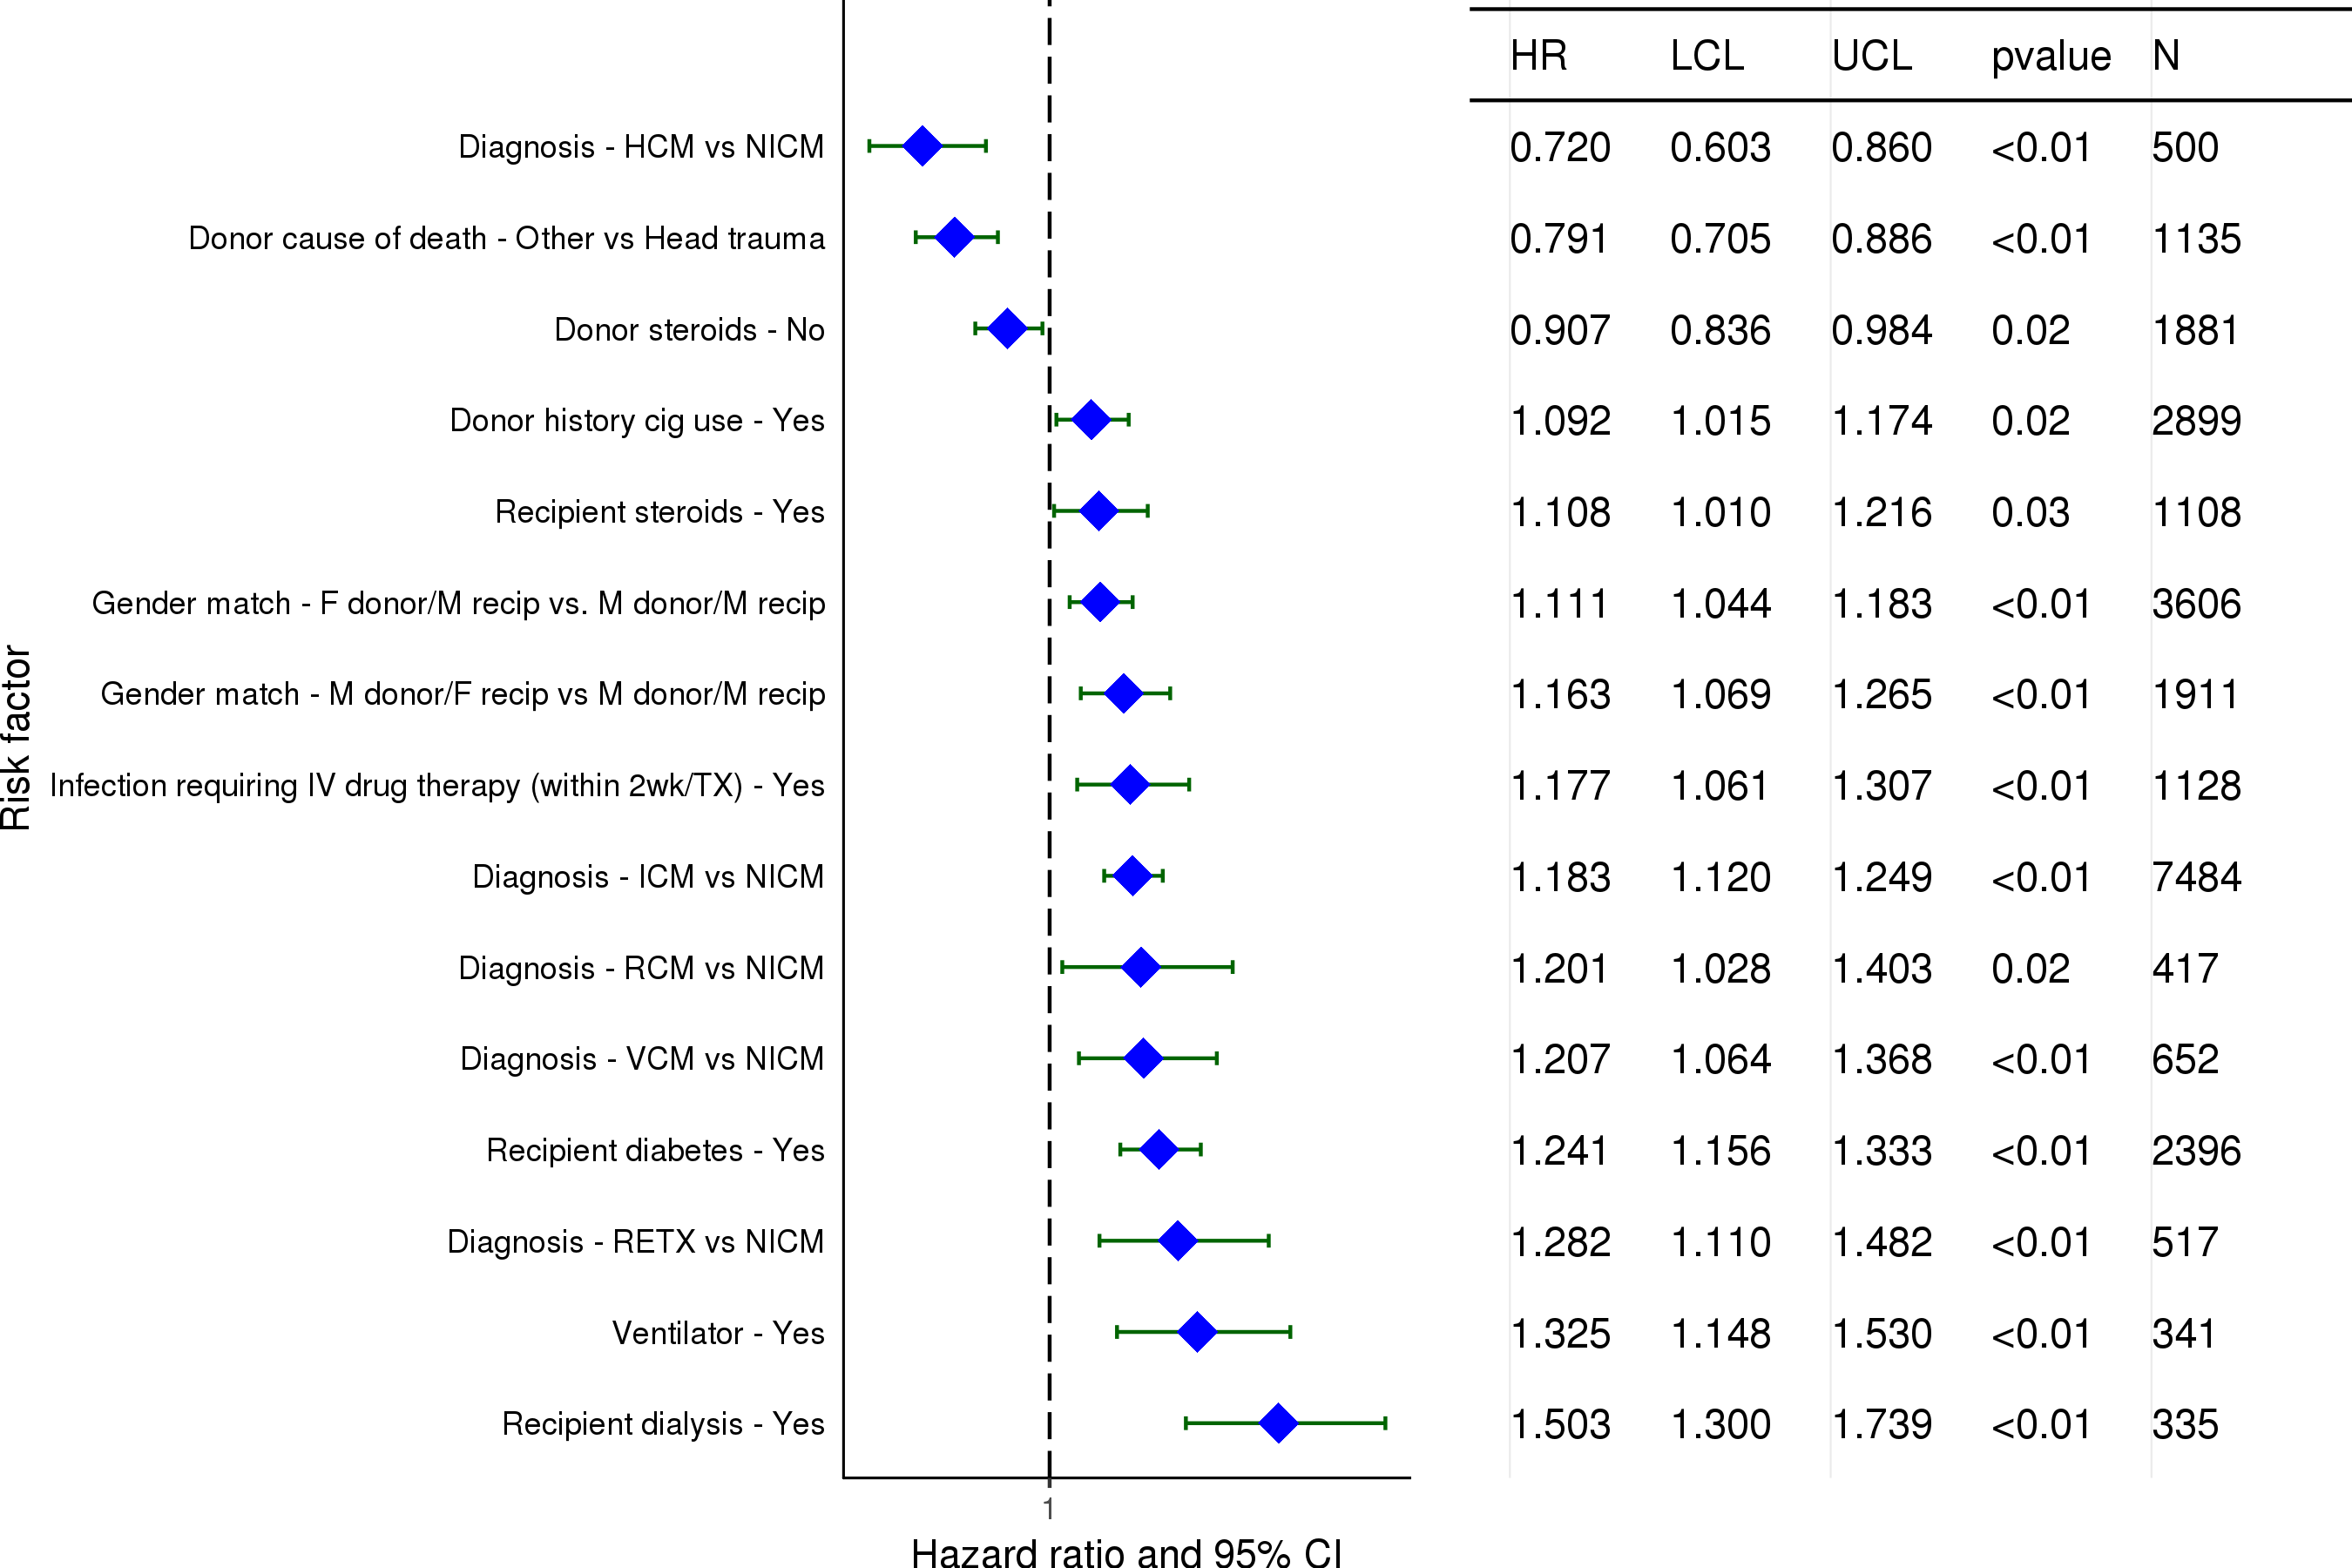 HR LCL UCL pvalue N
Diagnosis - HCM vs NICM 0.720 0.603 0.860 <0.01 500
Donor cause of death - Other vs Head trauma 0.791 0.705 0.886 <0.01 1135
Donor steroids - No 0.907 0.836 0.984 0.02 1881
Donor history cig use - Yes 1.092 1.015 1.174 0.02 2899
Recipient steroids - Yes 1.108 1.010 1.216 0.03 1108
Gender match - F donor/M recip vs. M donor/M recip 1.111 1.044 1.183 <0.01 3606
Gender match - M donor/F recip vs M donor/M recip 1.163 1.069 1.265 <0.01 1911
Infection requiring IV drug therapy (within 2wk/TX) - Yes 1.177 1.061 1.307 <0.01 1128
Diagnosis - ICM vs NICM 1.183 1.120 1.249 <0.01 7484
Diagnosis - RCM vs NICM 1.201 1.028 1.403 0.02 417
Diagnosis - VCM vs NICM 1.207 1.064 1.368 <0.01 652
Recipient diabetes - Yes 1.241 1.156 1.333 <0.01 2396
Diagnosis - RETX vs NICM 1.282 1.110 1.482 <0.01 517
Ventilator - Yes 1.325 1.148 1.530 <0.01 341
Recipient dialysis - Yes 1.503 1.300 1.739 <0.01 335
Risk factor
1
Hazard ratio and 95% CI